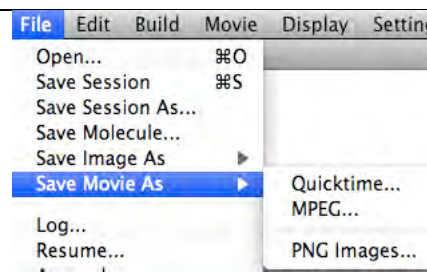 File Edit Build Movie Display
Open... ⌘O
Save Session ⌘S
Save Session As...
Save Molecule...
Save Image As
Save Movie As
Quicktime...
MPEG...
Log...
Resume...
PNG Images...